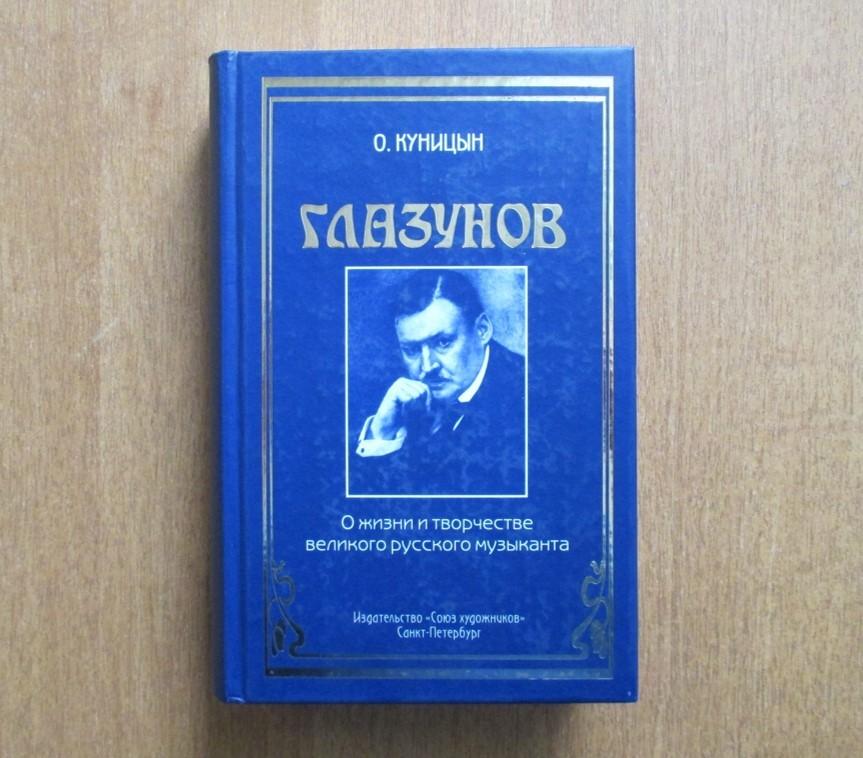 О. КУНИЦЫН
ГЛАЗУНОВ
О жизни и творчестве
великого русского музыканта
Издательство «Союз художников»
Санкт-Петербург